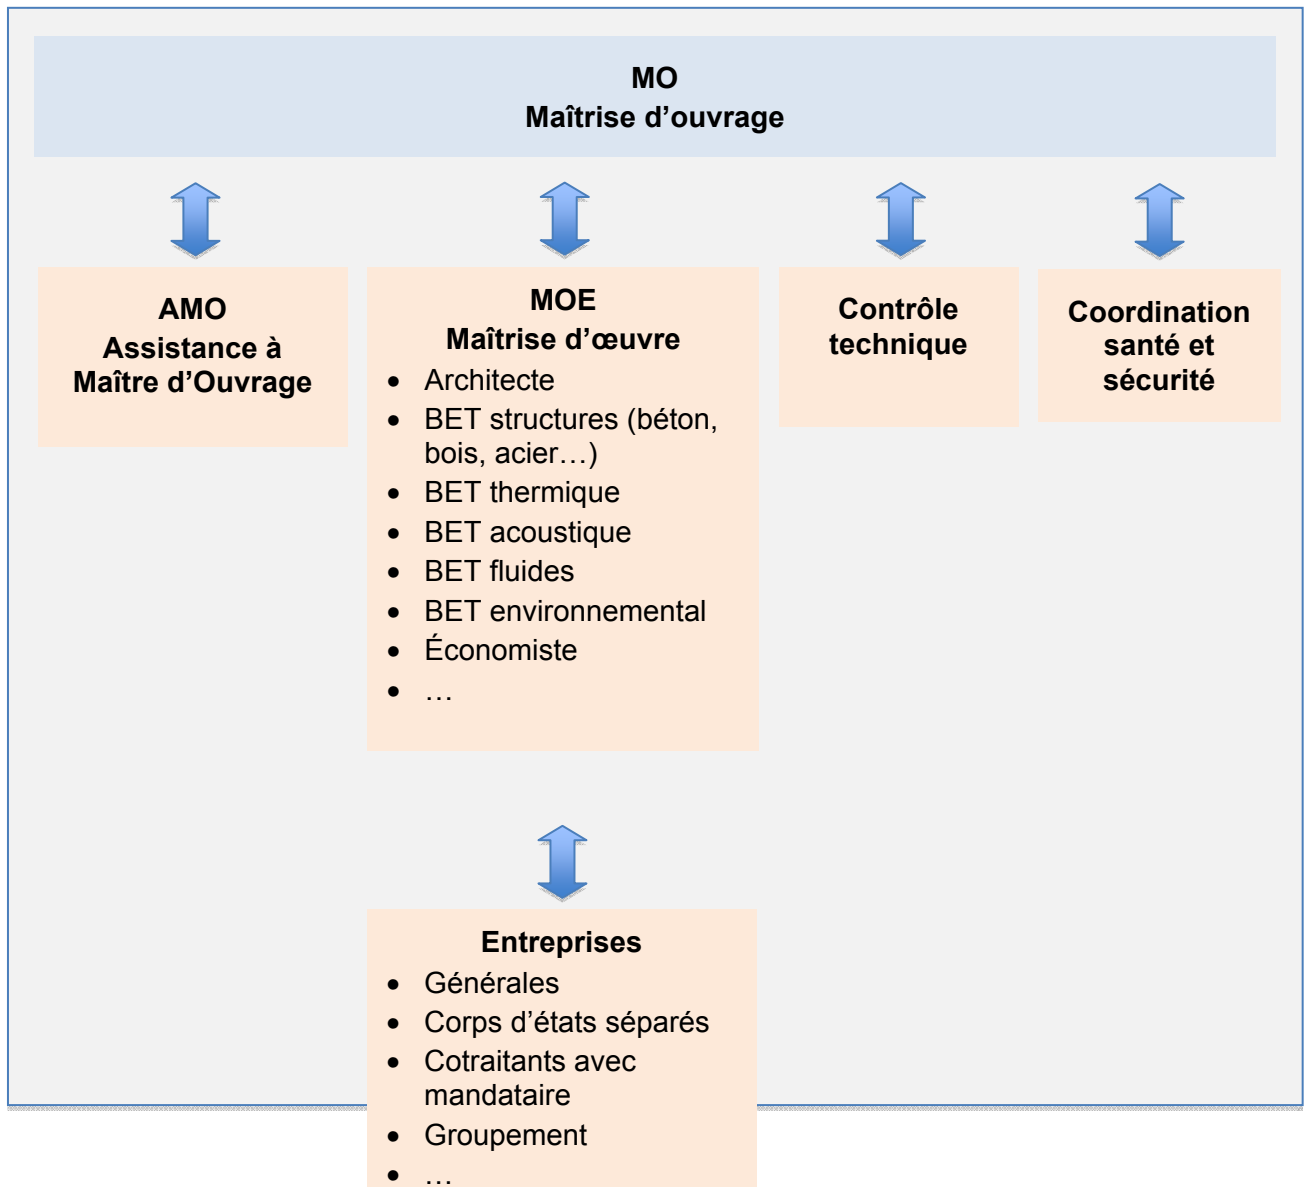 MO
Maîtrise d’ouvrage
AMO
Assistance à
Maître d’Ouvrage
MOE
Maîtrise d’œuvre
• Architecte
• BET structures (béton,
bois, acier…)
• BET thermique
• BET acoustique
• BET fluides
• BET environnemental
• Économiste
• …
Contrôle
technique
Coordination
santé et
sécurité
Entreprises
• Générales
• Corps d’états séparés
• Cotraitants avec
mandataire
• Groupement
• …